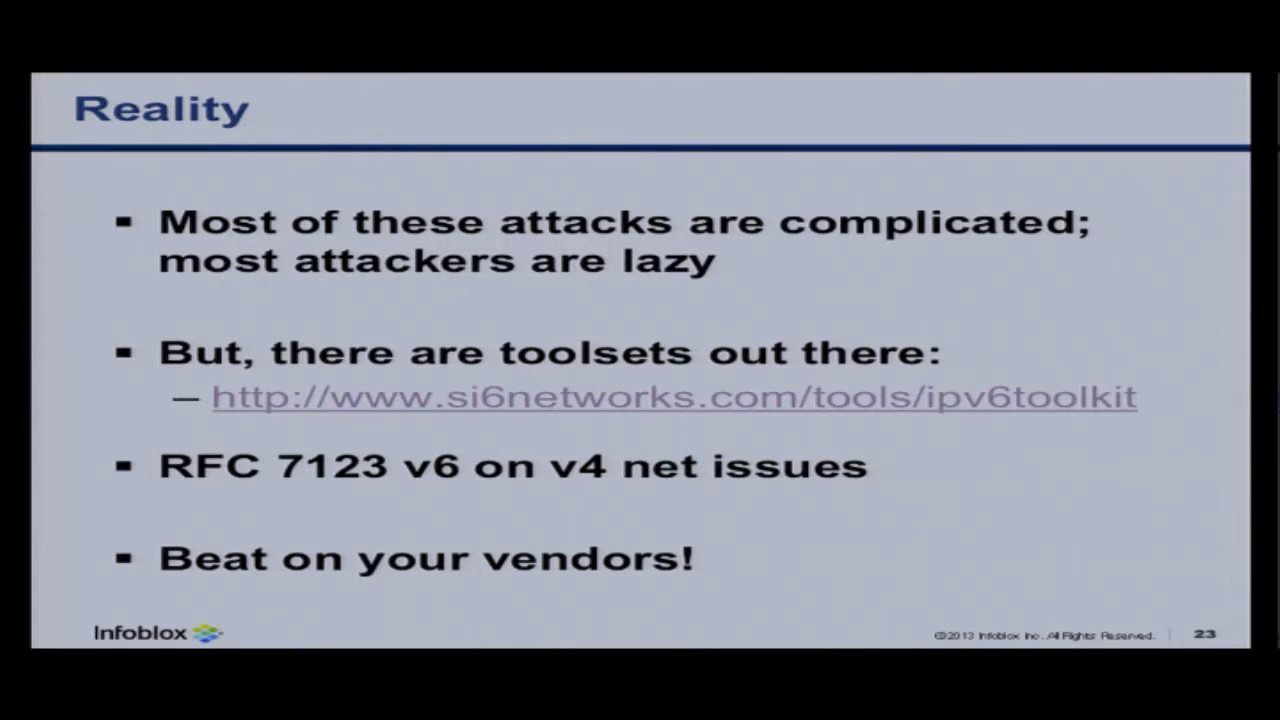 Reality
▪ Most of these attacks are complicated;
most attackers are lazy
▪ But, there are toolsets out there:
– http://www.si6networks.com/tools/ipv6toolkit
▪ RFC 7123 v6 on v4 net issues
▪ Beat on your vendors!
Infoblox
©2013 Infoblox Inc. All Rights Reserved. | 23